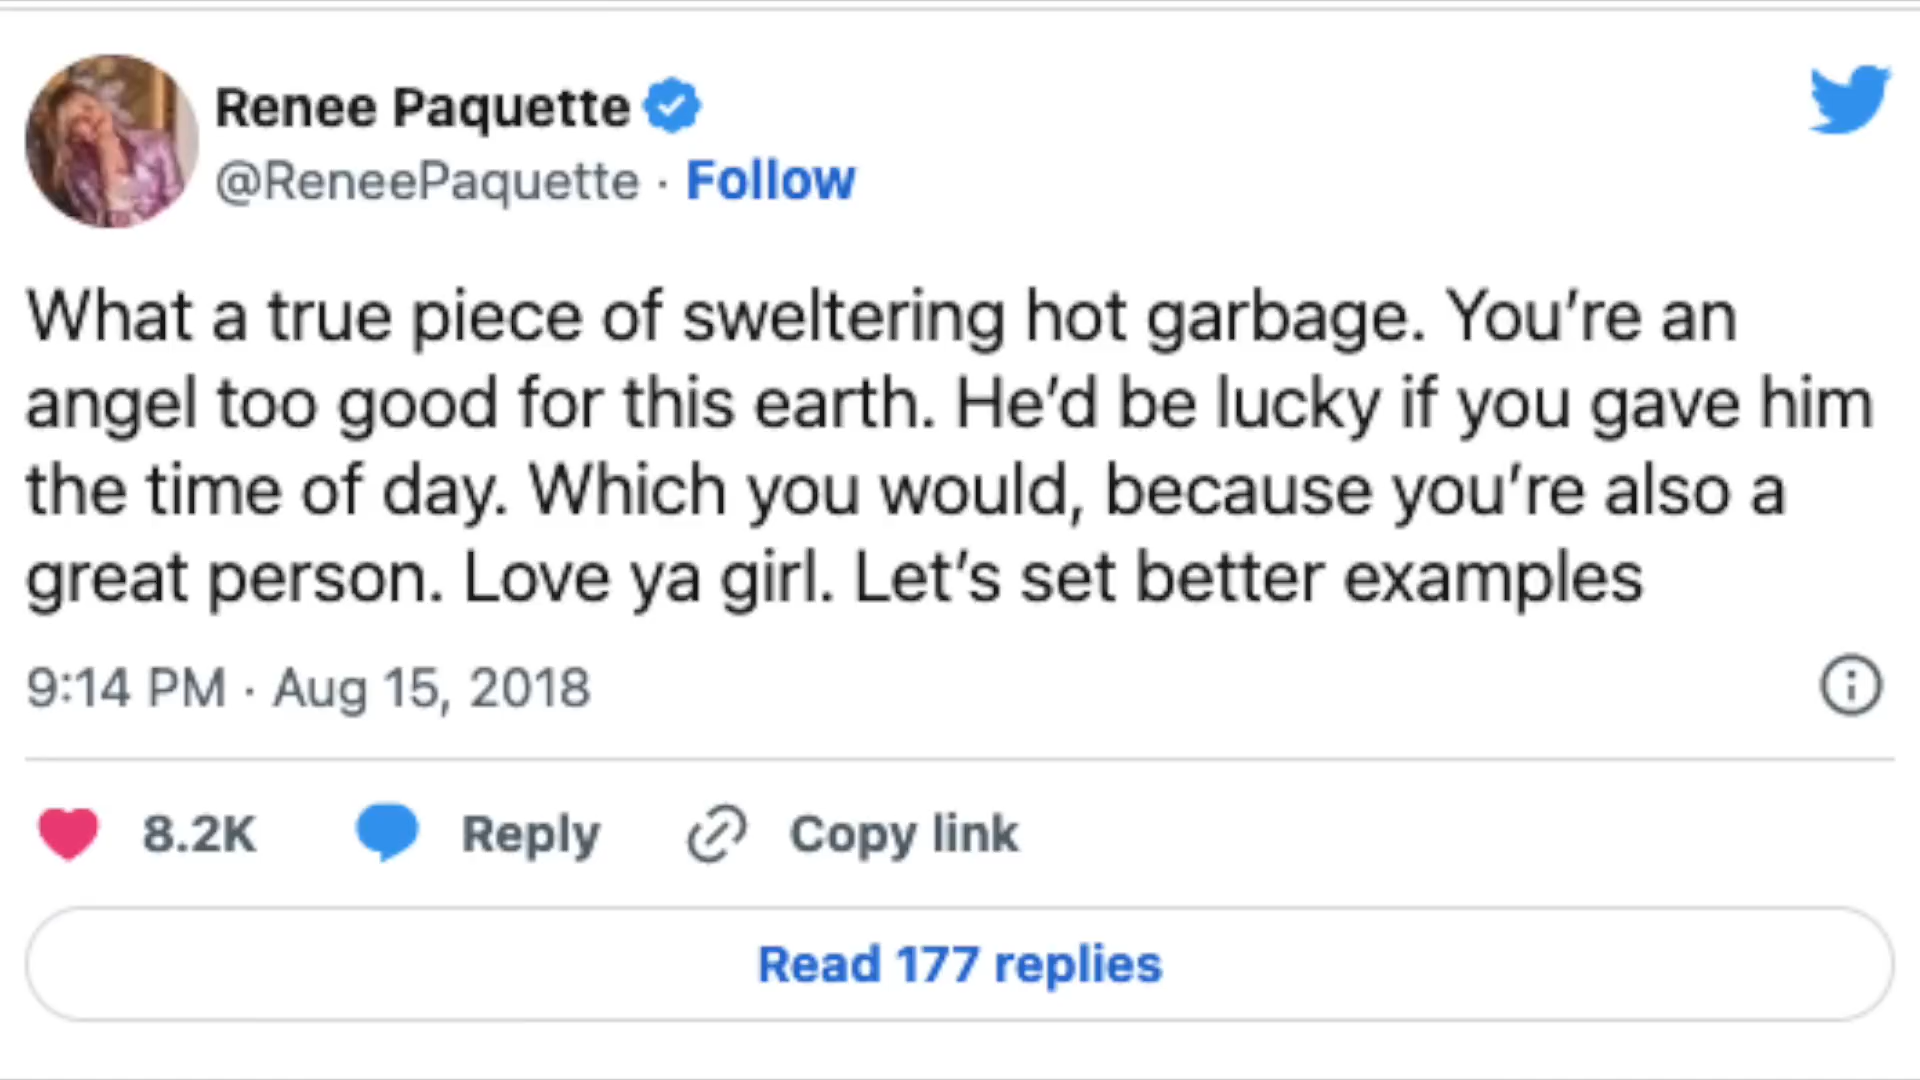 Renee Paquette
@ReneePaquette · Follow
What a true piece of sweltering hot garbage. You’re an
angel too good for this earth. He’d be lucky if you gave him
the time of day. Which you would, because you’re also a
great person. Love ya girl. Let’s set better examples
9:14 PM · Aug 15, 2018
8.2K Reply Copy link
Read 177 replies